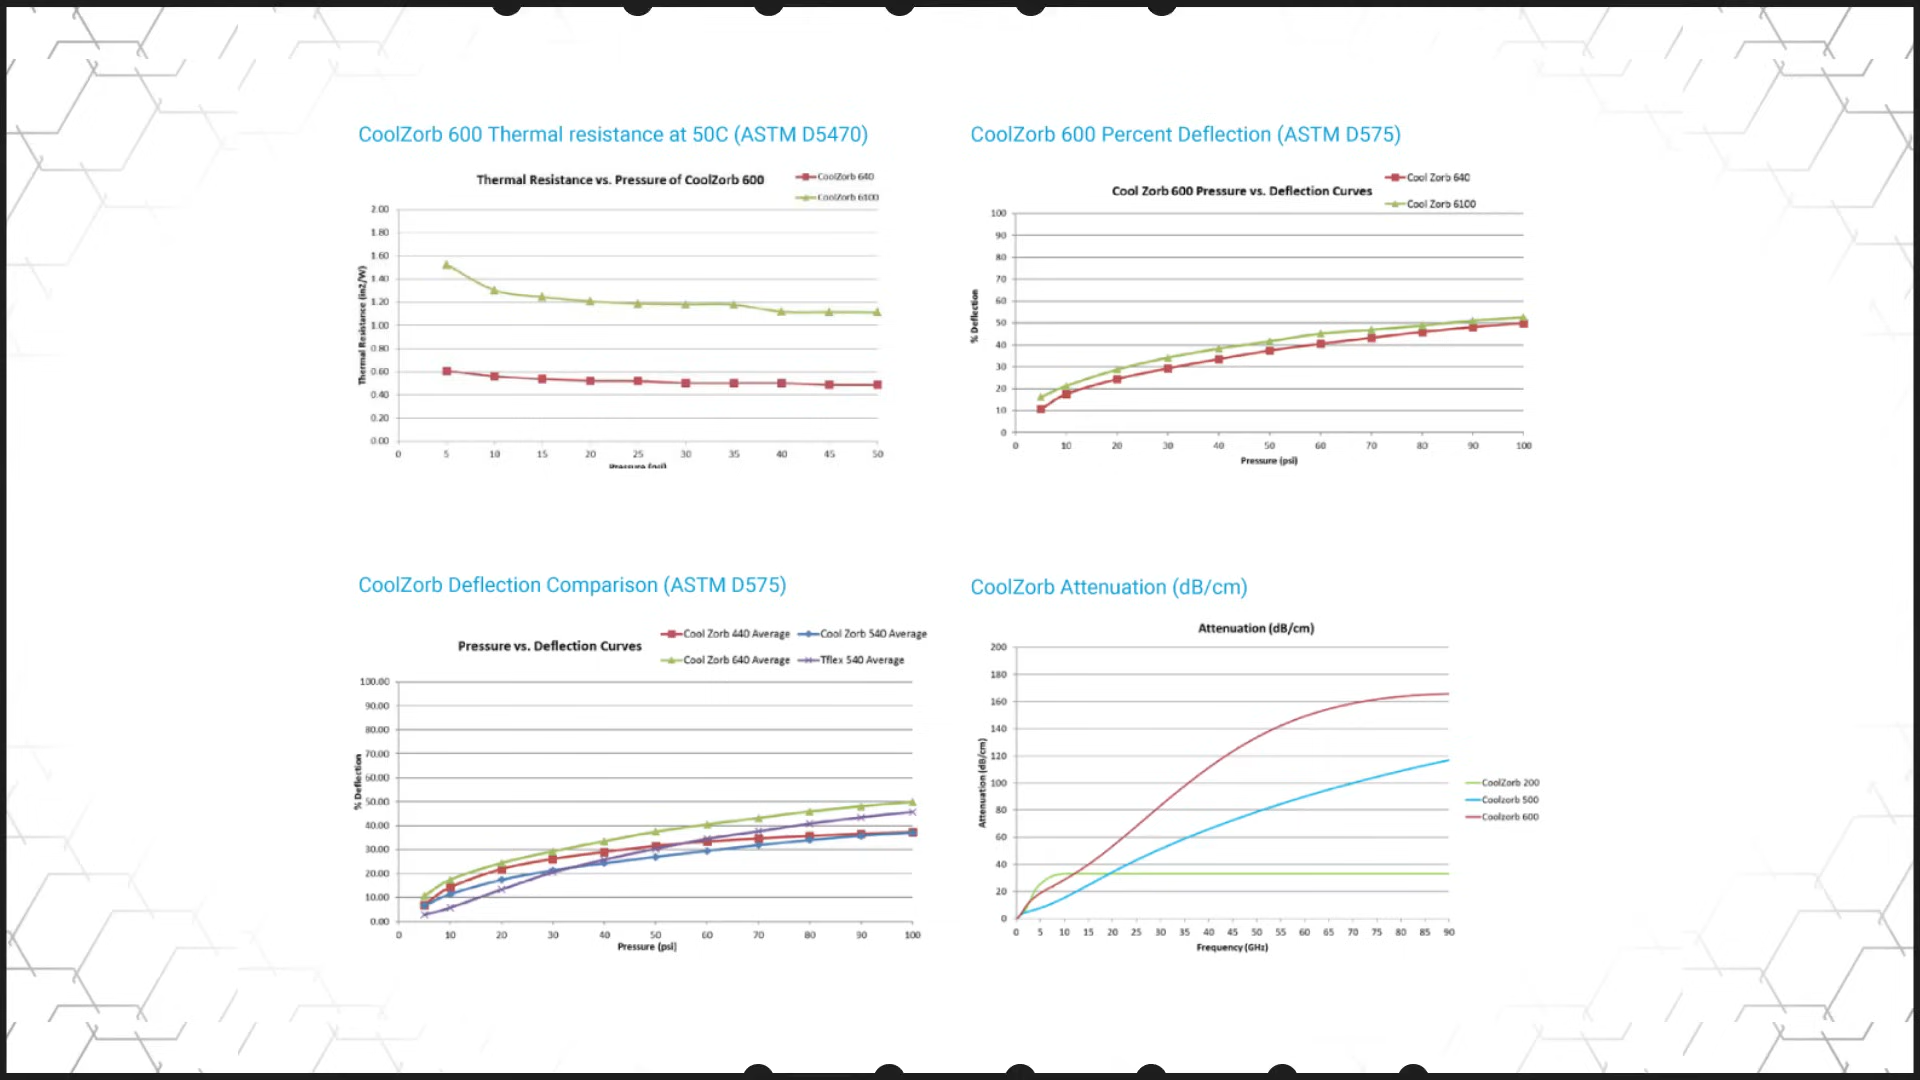 CoolZorb 600 Thermal resistance at 50C (ASTM D5470)
Thermal Resistance vs. Pressure of CoolZorb 600
CoolZorb 640
CoolZorb 6100
Thermal Resistance (in2/W)
2.00
1.80
1.60
1.40
1.20
1.00
0.80
0.60
0.40
0.20
0.00
0 5 10 15 20 25 30 35 40 45 50
Pressure (psi)
CoolZorb 600 Percent Deflection (ASTM D575)
Cool Zorb 600 Pressure vs. Deflection Curves
Cool Zorb 640
Cool Zorb 6100
% Deflection
100
90
80
70
60
50
40
30
20
10
0
0 10 20 30 40 50 60 70 80 90 100
Pressure (psi)
CoolZorb Deflection Comparison (ASTM D575)
Pressure vs. Deflection Curves
Cool Zorb 440 Average Cool Zorb 540 Average
Cool Zorb 640 Average Tflex 540 Average
% Deflection
100.00
90.00
80.00
70.00
60.00
50.00
40.00
30.00
20.00
10.00
0.00
0 10 20 30 40 50 60 70 80 90 100
Pressure (psi)
CoolZorb Attenuation (dB/cm)
Attenuation (dB/cm)
Attenuation (dB/cm)
200
180
160
140
120
100
80
60
40
20
0
0 5 10 15 20 25 30 35 40 45 50 55 60 65 70 75 80 85 90
Frequency (GHz)
CoolZorb 200
Coolzorb 500
Coolzorb 600